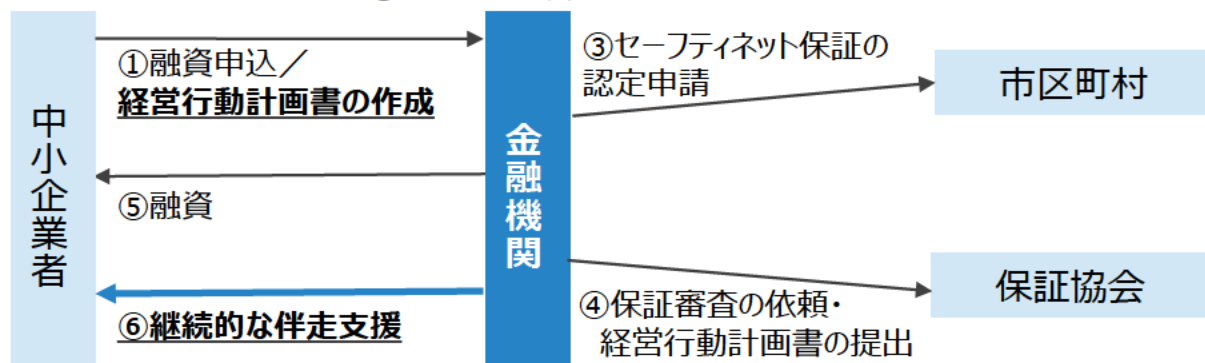 中小企業者
①融資申込／
経営行動計画書の作成
⑤融資
⑥継続的な伴走支援
金融機関
③セーフティネット保証の
認定申請
④保証審査の依頼・
経営行動計画書の提出
市区町村
保証協会